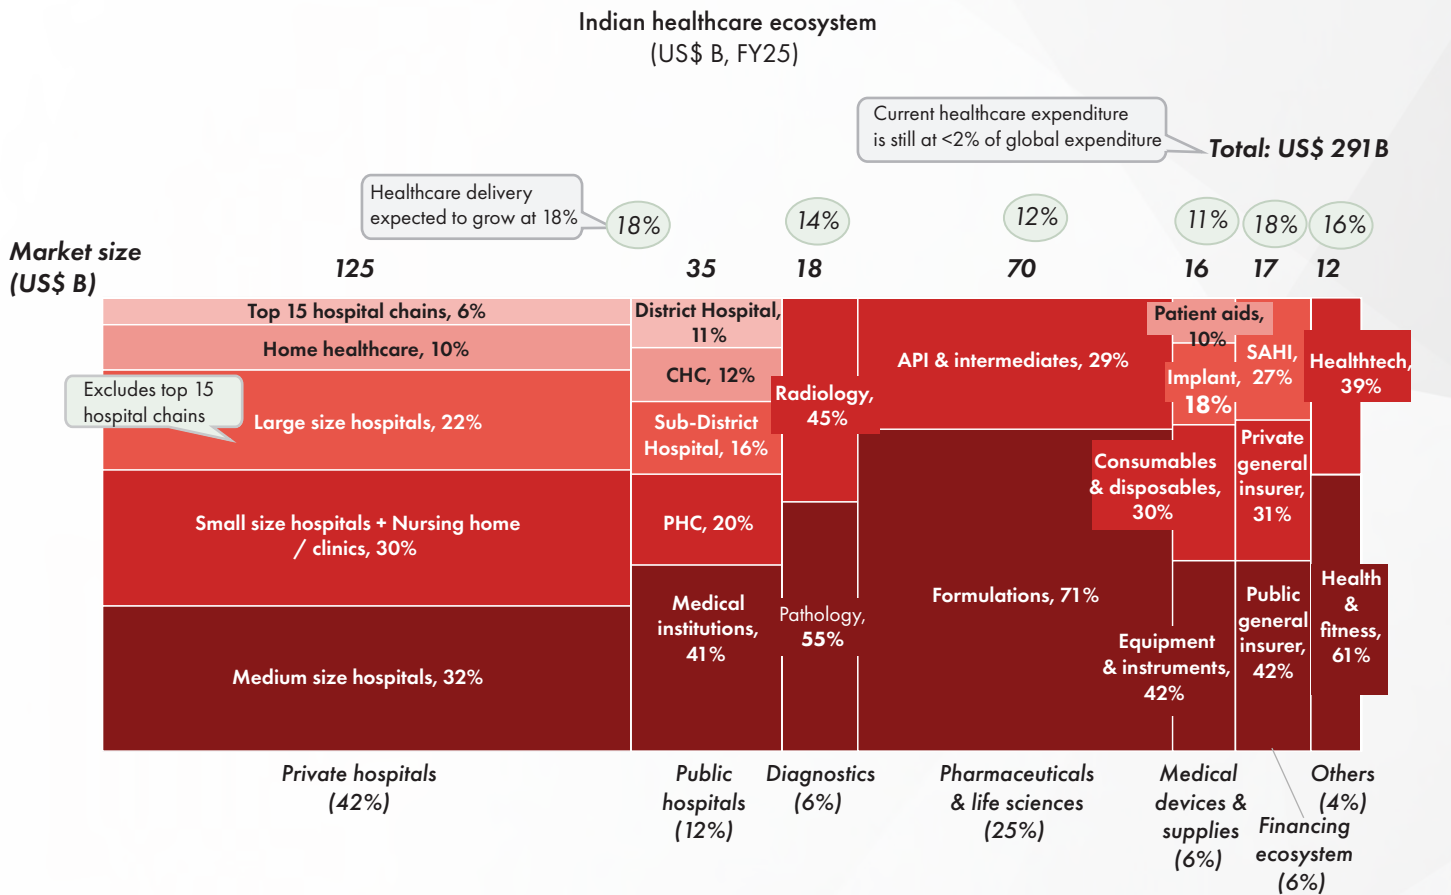 Indian healthcare ecosystem
(US$ B, FY25)
Current healthcare expenditure
is still at <2% of global expenditure
Total: US$ 291B
Healthcare delivery
expected to grow at 18%
18%
14%
12%
11%
18%
16%
Market size
(US$ B)
125
35
18
70
16
17
12
Top 15 hospital chains, 6%
Home healthcare, 10%
Excludes top 15
hospital chains
Large size hospitals, 22%
Small size hospitals + Nursing home
/ clinics, 30%
Medium size hospitals, 32%
District Hospital,
11%
CHC, 12%
Sub-District
Hospital, 16%
PHC, 20%
Medical
institutions,
41%
Radiology,
45%
Pathology,
55%
API & intermediates, 29%
Formulations, 71%
Patient aids,
10%
Implant,
18%
Consumables
& disposables,
30%
Equipment
& instruments,
42%
SAHI,
27%
Private
general
insurer,
31%
Public
general
insurer,
42%
Healthtech,
39%
Health
&
fitness,
61%
Private hospitals
(42%)
Public
hospitals
(12%)
Diagnostics
(6%)
Pharmaceuticals
& life sciences
(25%)
Medical
devices &
supplies
(6%)
Financing
ecosystem
(6%)
Others
(4%)